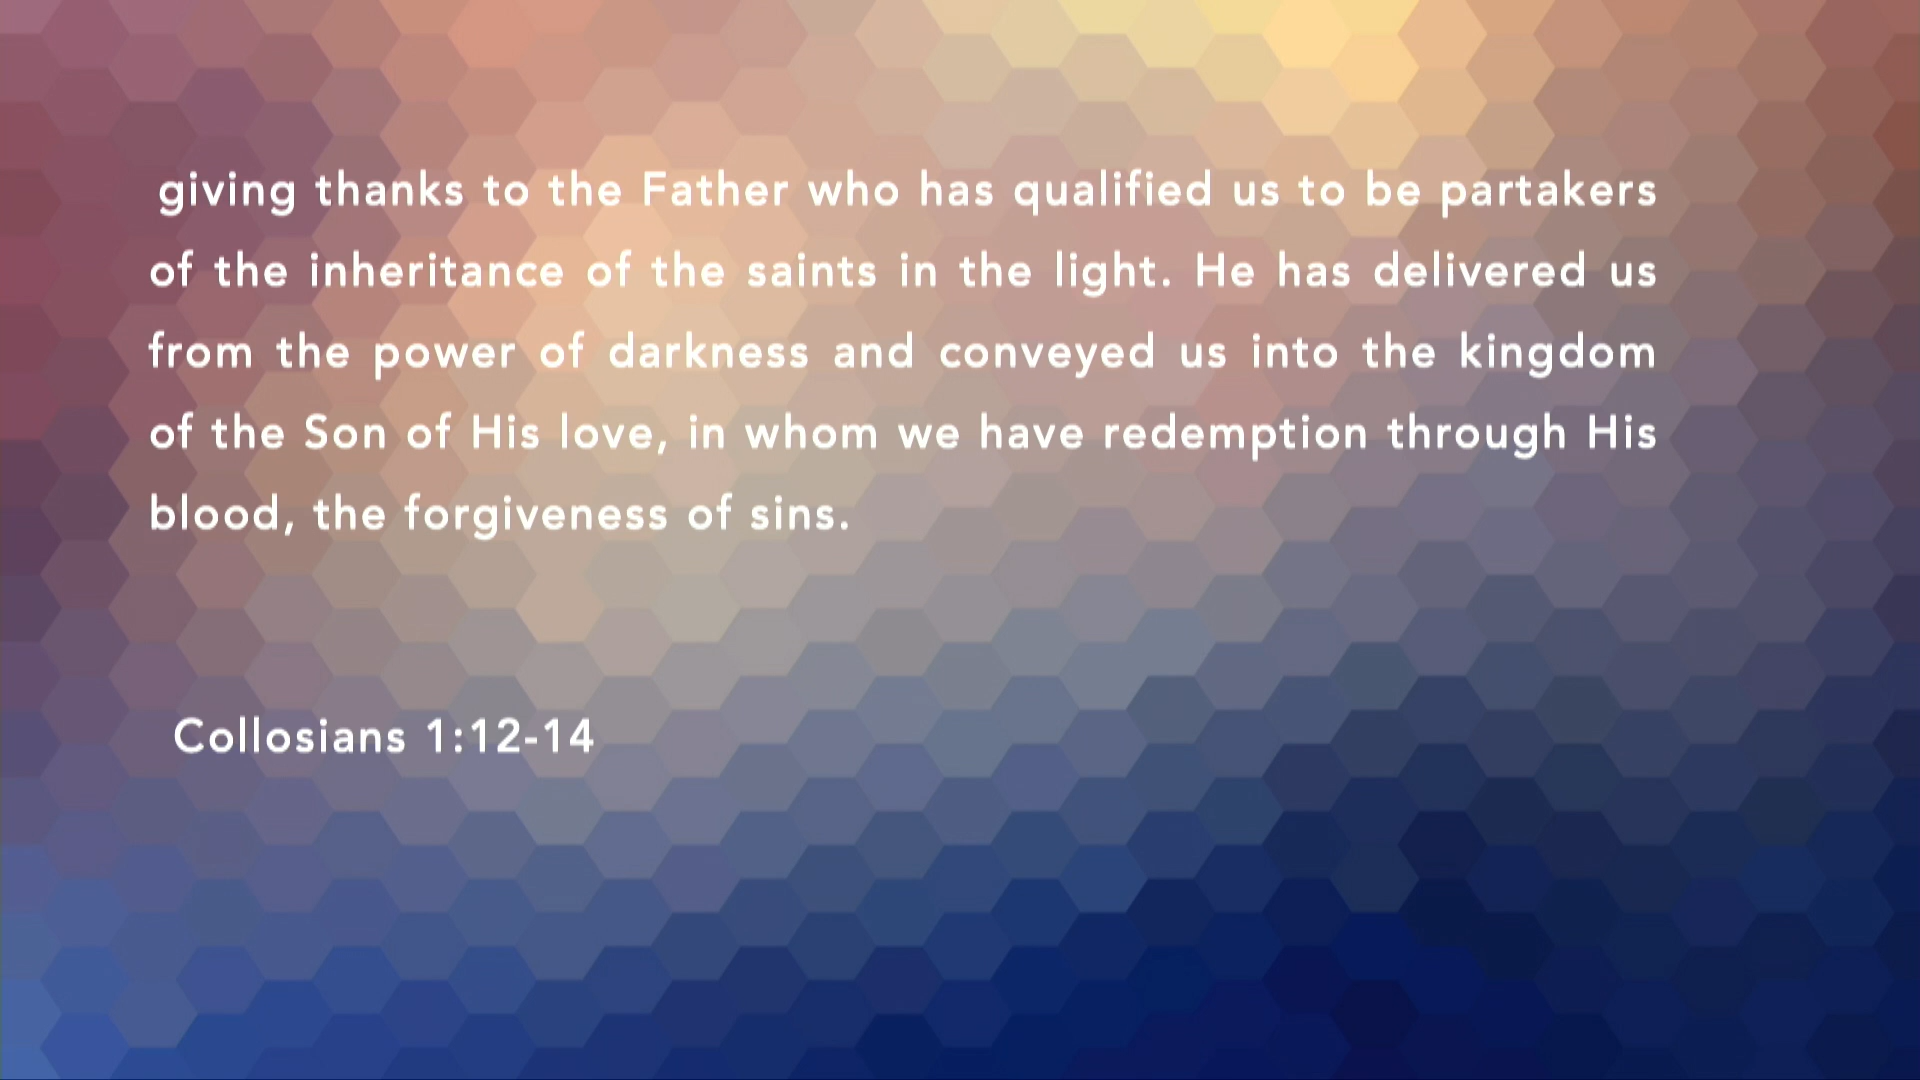 giving thanks to the Father who has qualified us to be partakers
of the inheritance of the saints in the light. He has delivered us
from the power of darkness and conveyed us into the kingdom
of the Son of His love, in whom we have redemption through His
blood, the forgiveness of sins.
Collosians 1:12-14